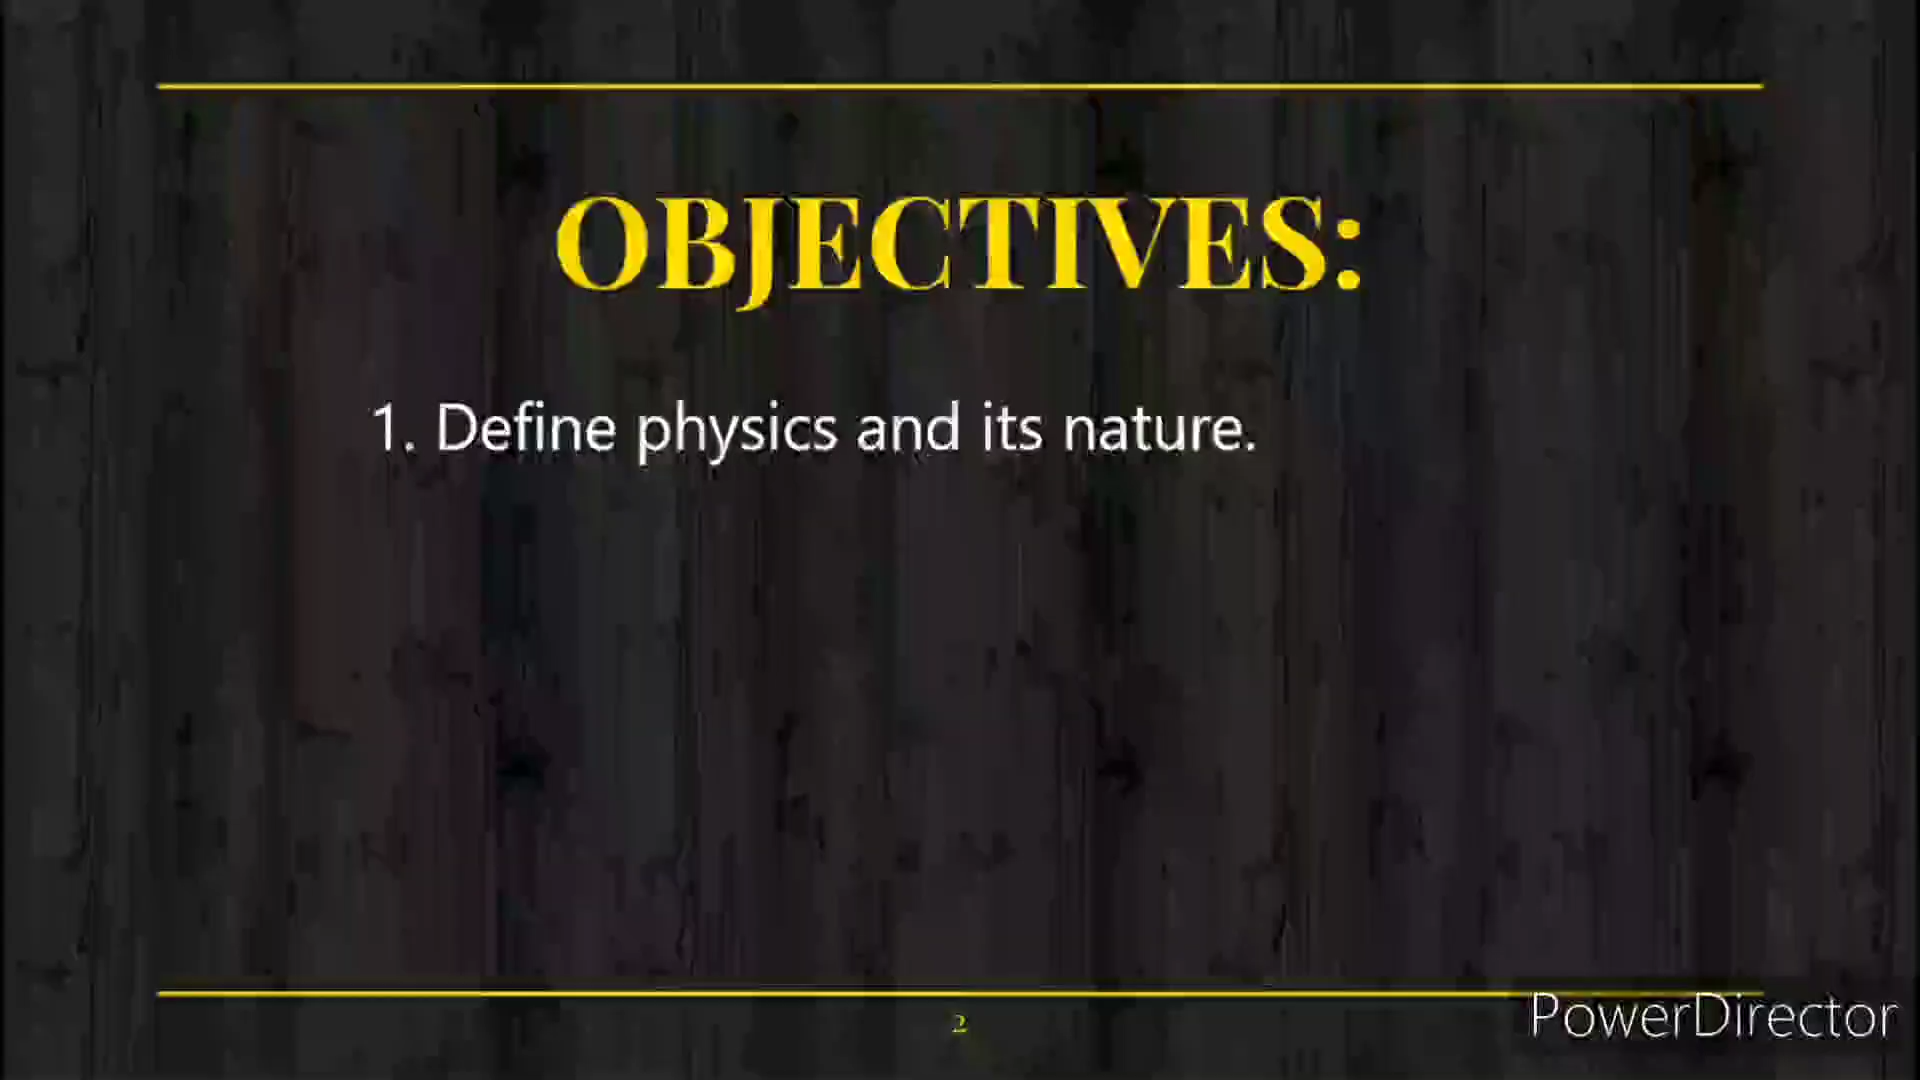 OBJECTIVES:
1. Define physics and its nature.
2
PowerDirector